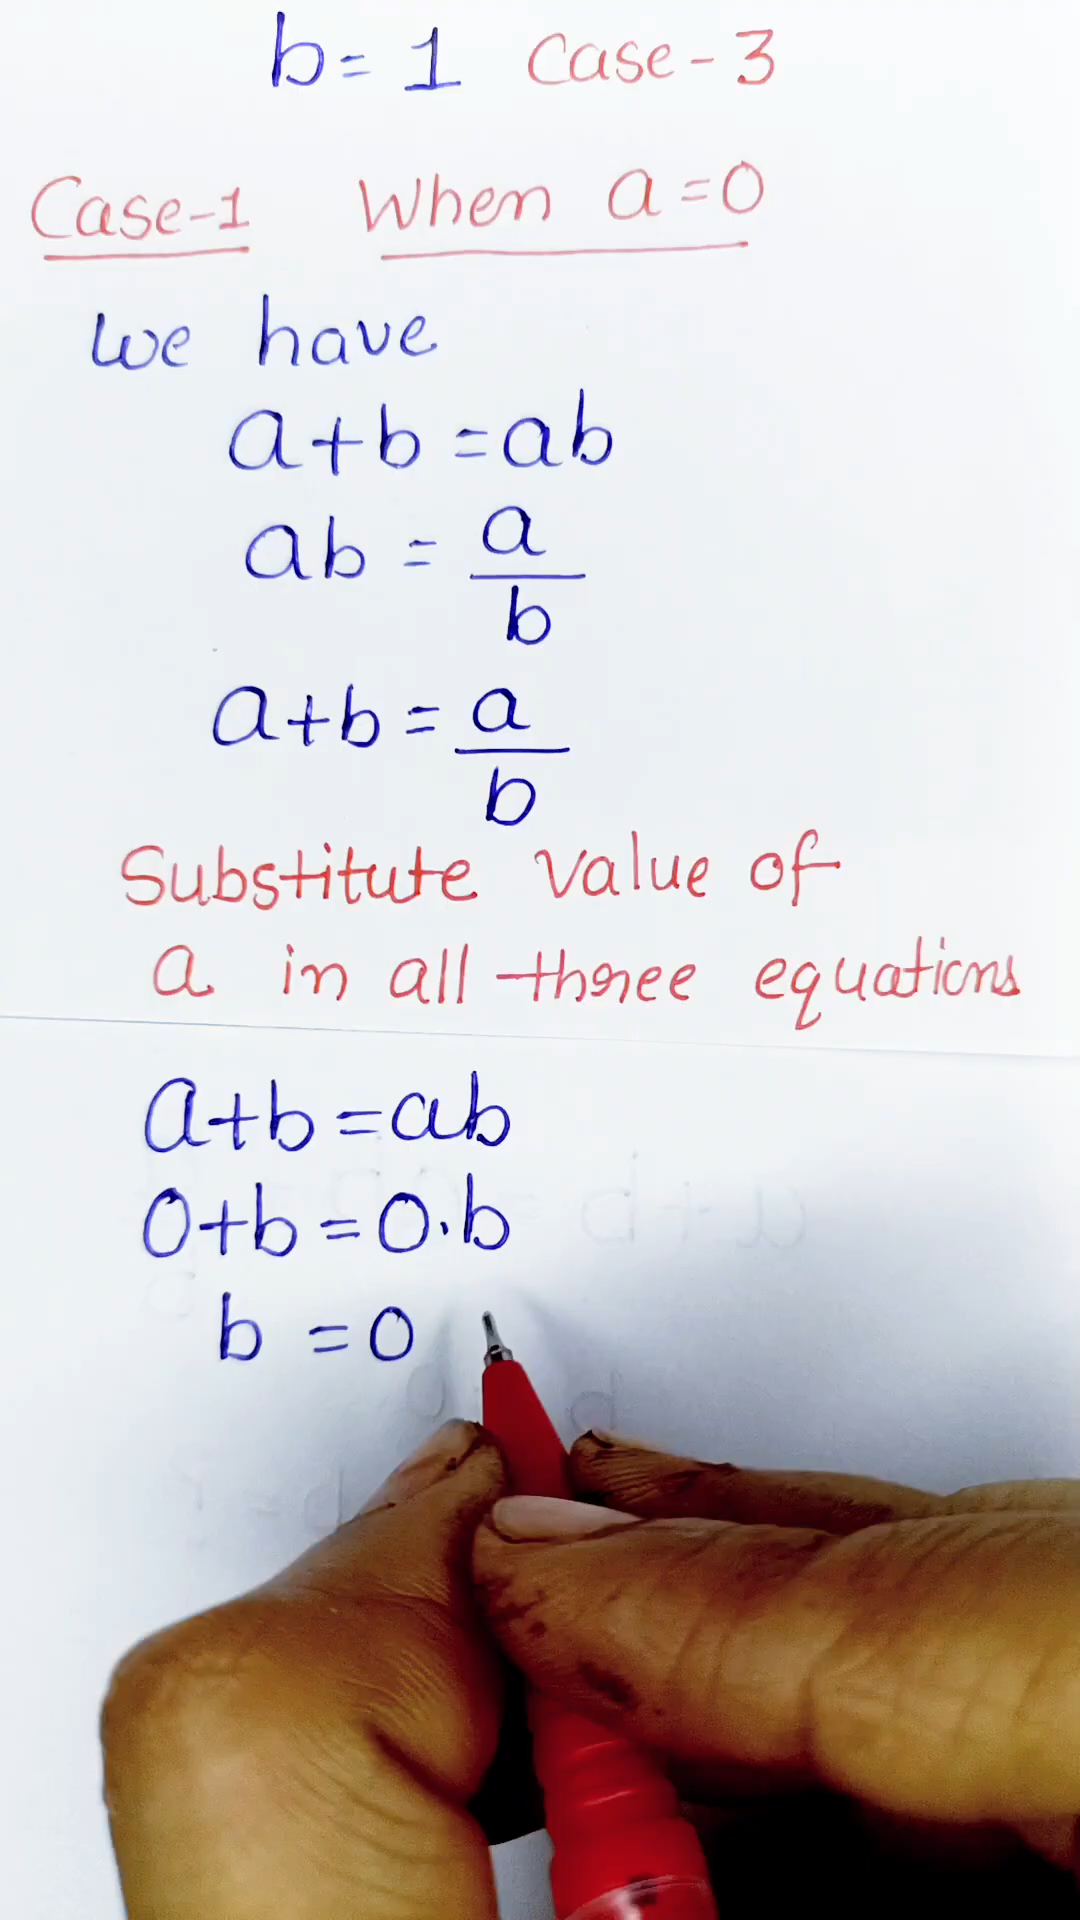 b = 1 Case - 3
Case-1 When a = 0
We have
a + b = ab
ab = a/b
a + b = a/b
Substitute value of
a in all three equations
a + b = ab
0 + b = 0.b
b = 0